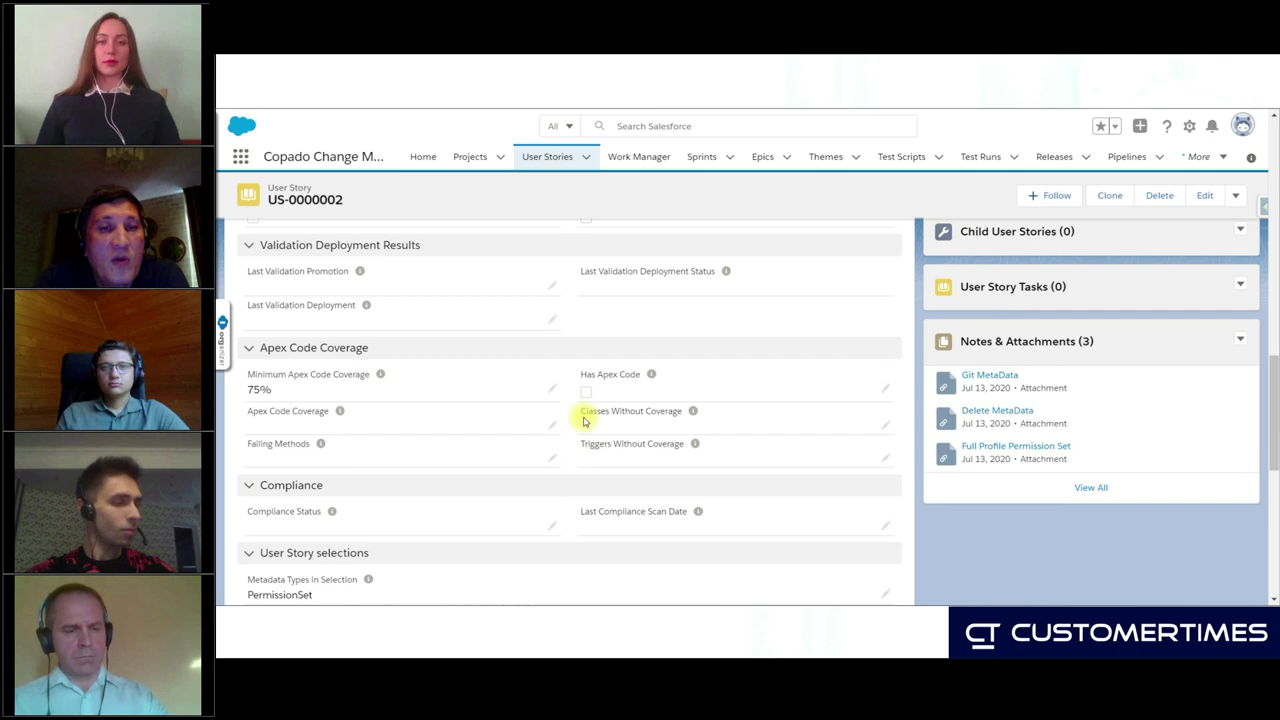 All
Search Salesforce
Copado Change M...
Home
Projects
User Stories
Work Manager
Sprints
Epics
Themes
Test Scripts
Test Runs
Releases
Pipelines
* More
User Story
US-0000002
+ Follow
Clone
Delete
Edit
organizer
Validation Deployment Results
Last Validation Promotion
Last Validation Deployment Status
Last Validation Deployment
Apex Code Coverage
Minimum Apex Code Coverage
75%
Has Apex Code
Apex Code Coverage
Classes Without Coverage
Failing Methods
Triggers Without Coverage
Compliance
Compliance Status
Last Compliance Scan Date
User Story selections
Metadata Types in Selection
PermissionSet
Child User Stories (0)
User Story Tasks (0)
Notes & Attachments (3)
Git MetaData
Jul 13, 2020 • Attachment
Delete MetaData
Jul 13, 2020 • Attachment
Full Profile Permission Set
Jul 13, 2020 • Attachment
View All
CT CUSTOMERTIMES